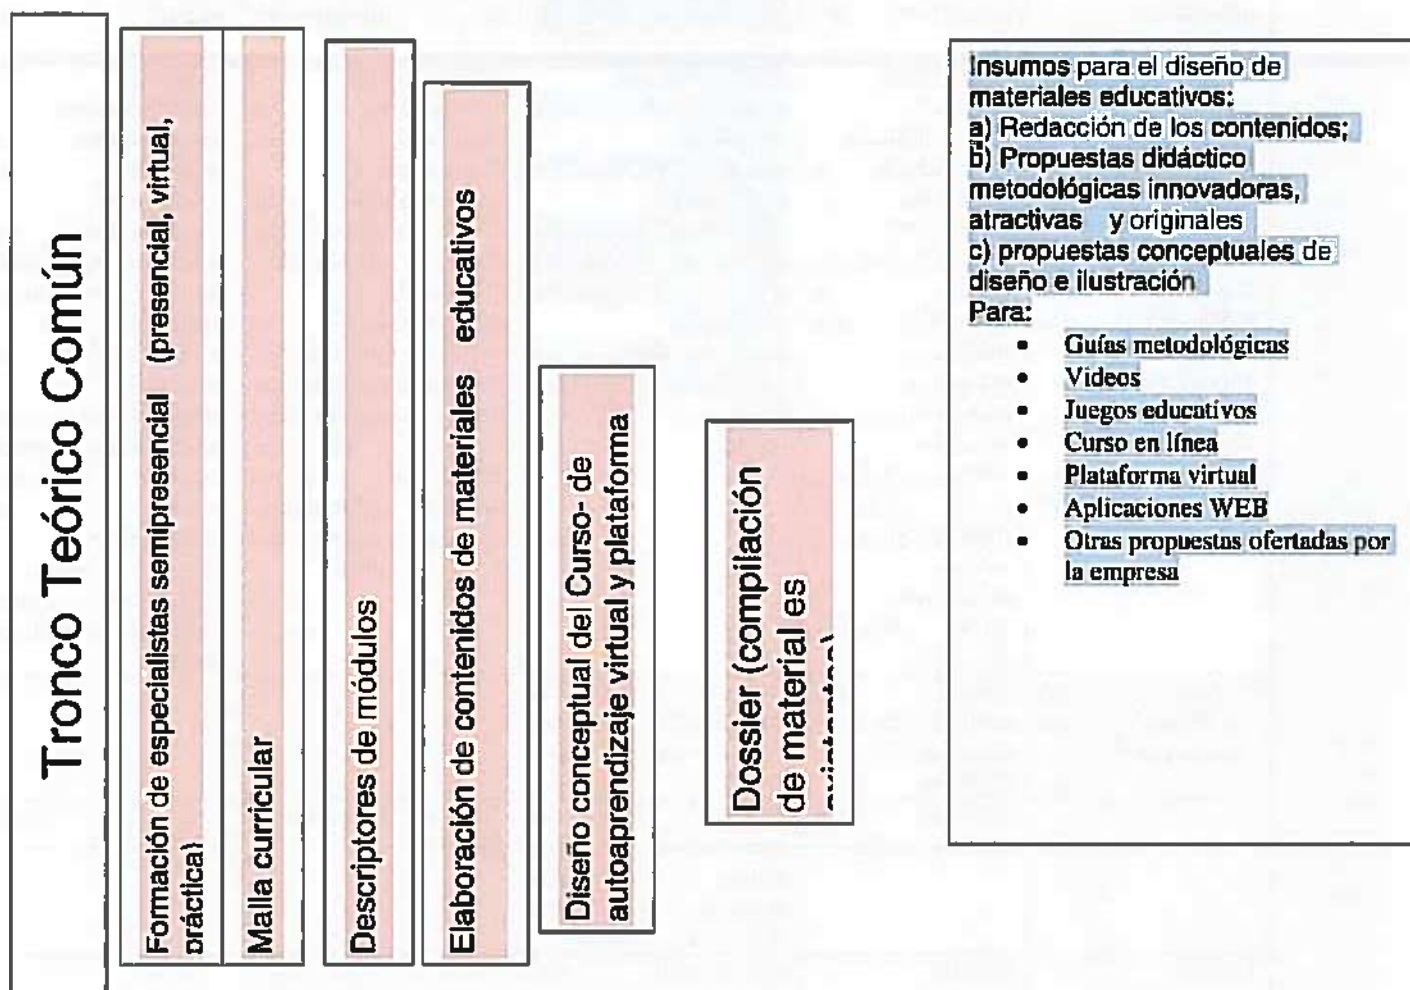 Tronco Teórico Común
Formación de especialistas semipresencial (presencial, virtual,
práctica)
Malla curricular
Descriptores de módulos
Elaboración de contenidos de materiales educativos
Diseño conceptual del Curso- de
autoaprendizaje virtual y plataforma
Dossier (compilación
de material es
existentes)
Insumos para el diseño de
materiales educativos:
a) Redacción de los contenidos;
b) Propuestas didáctico
metodológicas innovadoras,
atractivas y originales
c) propuestas conceptuales de
diseño e ilustración
Para:
• Guías metodológicas
• Videos
• Juegos educativos
• Curso en línea
• Plataforma virtual
• Aplicaciones WEB
• Otras propuestas ofertadas por
la empresa